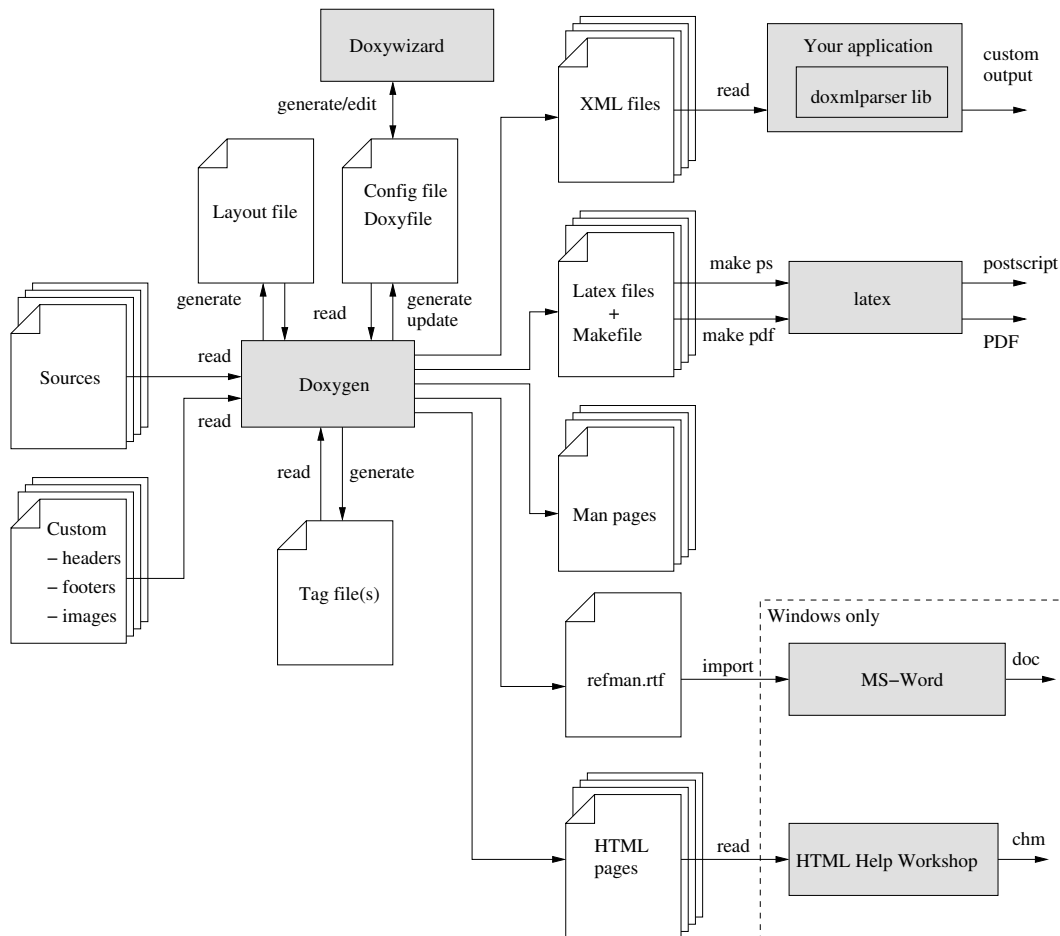 Doxywizard
Your application
doxmlparser lib
custom
output
XML files
read
generate/edit
Layout file
Config file
Doxyfile
generate
read
generate
update
Latex files
+
Makefile
make ps
make pdf
latex
postscript
PDF
Sources
read
Doxygen
read
Custom
− headers
− footers
− images
read
generate
Tag file(s)
Man pages
Windows only
refman.rtf
import
MS−Word
doc
HTML
pages
read
HTML Help Workshop
chm